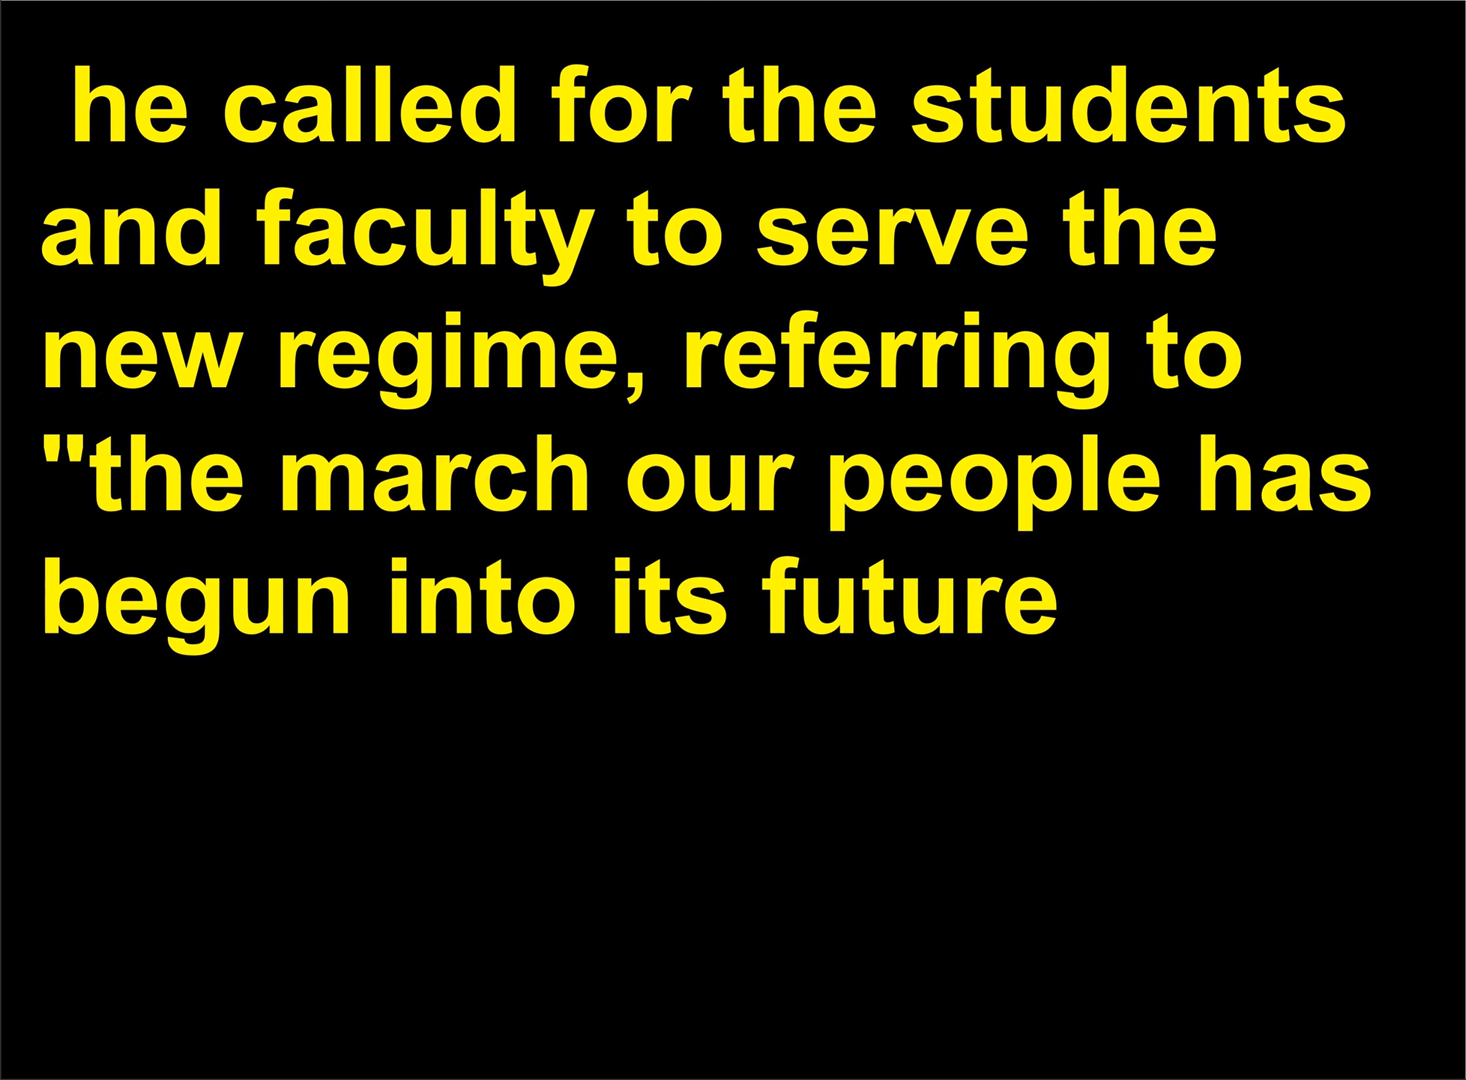 he called for the students
and faculty to serve the
new regime, referring to
"the march our people has
begun into its future